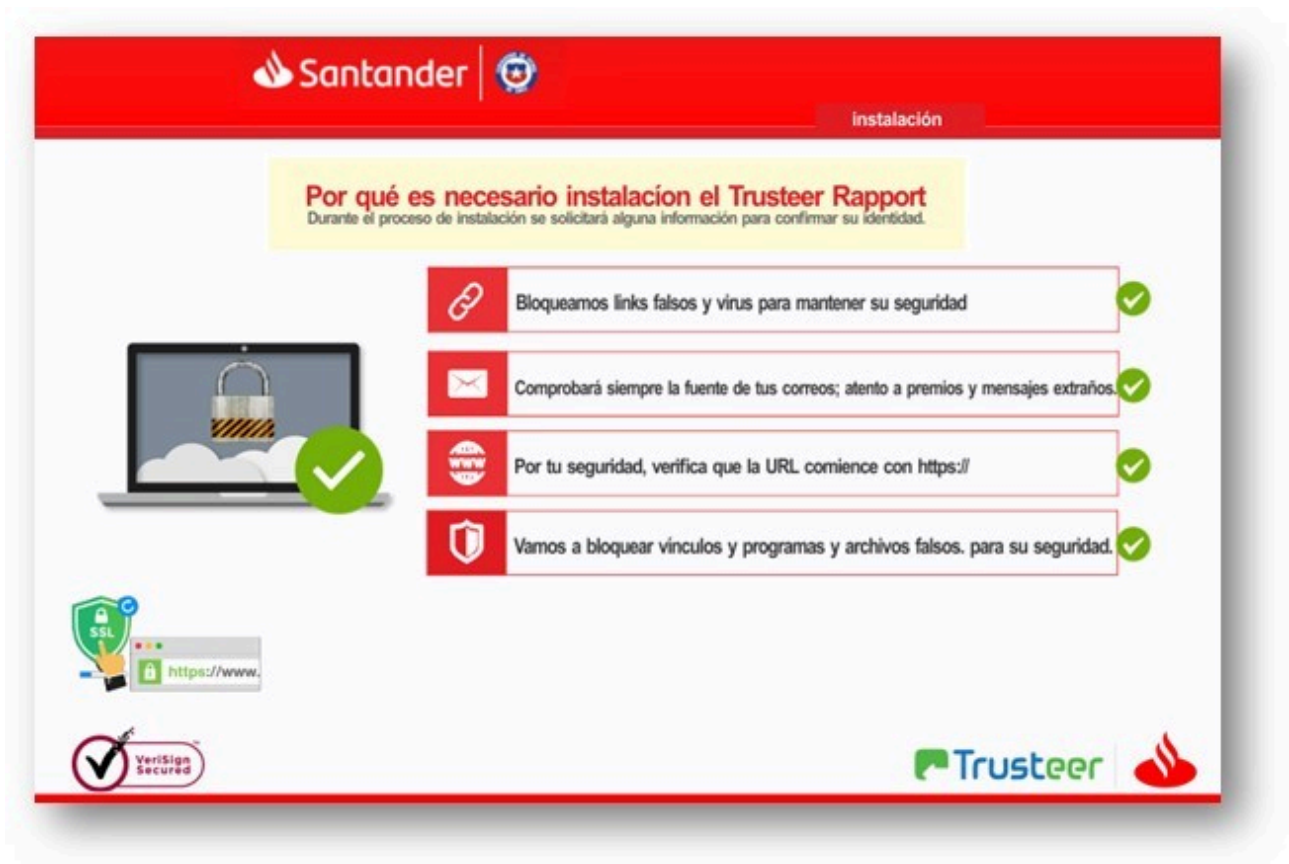 Santander
instalación
Por qué es necesario instalacíon el Trusteer Rapport
Durante el proceso de instalación se solicitará alguna información para confirmar su identidad.
Bloqueamos links falsos y virus para mantener su seguridad
Comprobará siempre la fuente de tus correos; atento a premios y mensajes extraños.
www
Por tu seguridad, verifica que la URL comience con https://
Vamos a bloquear vinculos y programas y archivos falsos. para su seguridad.
SSL
https://www.
VeriSign
Secured
Trusteer